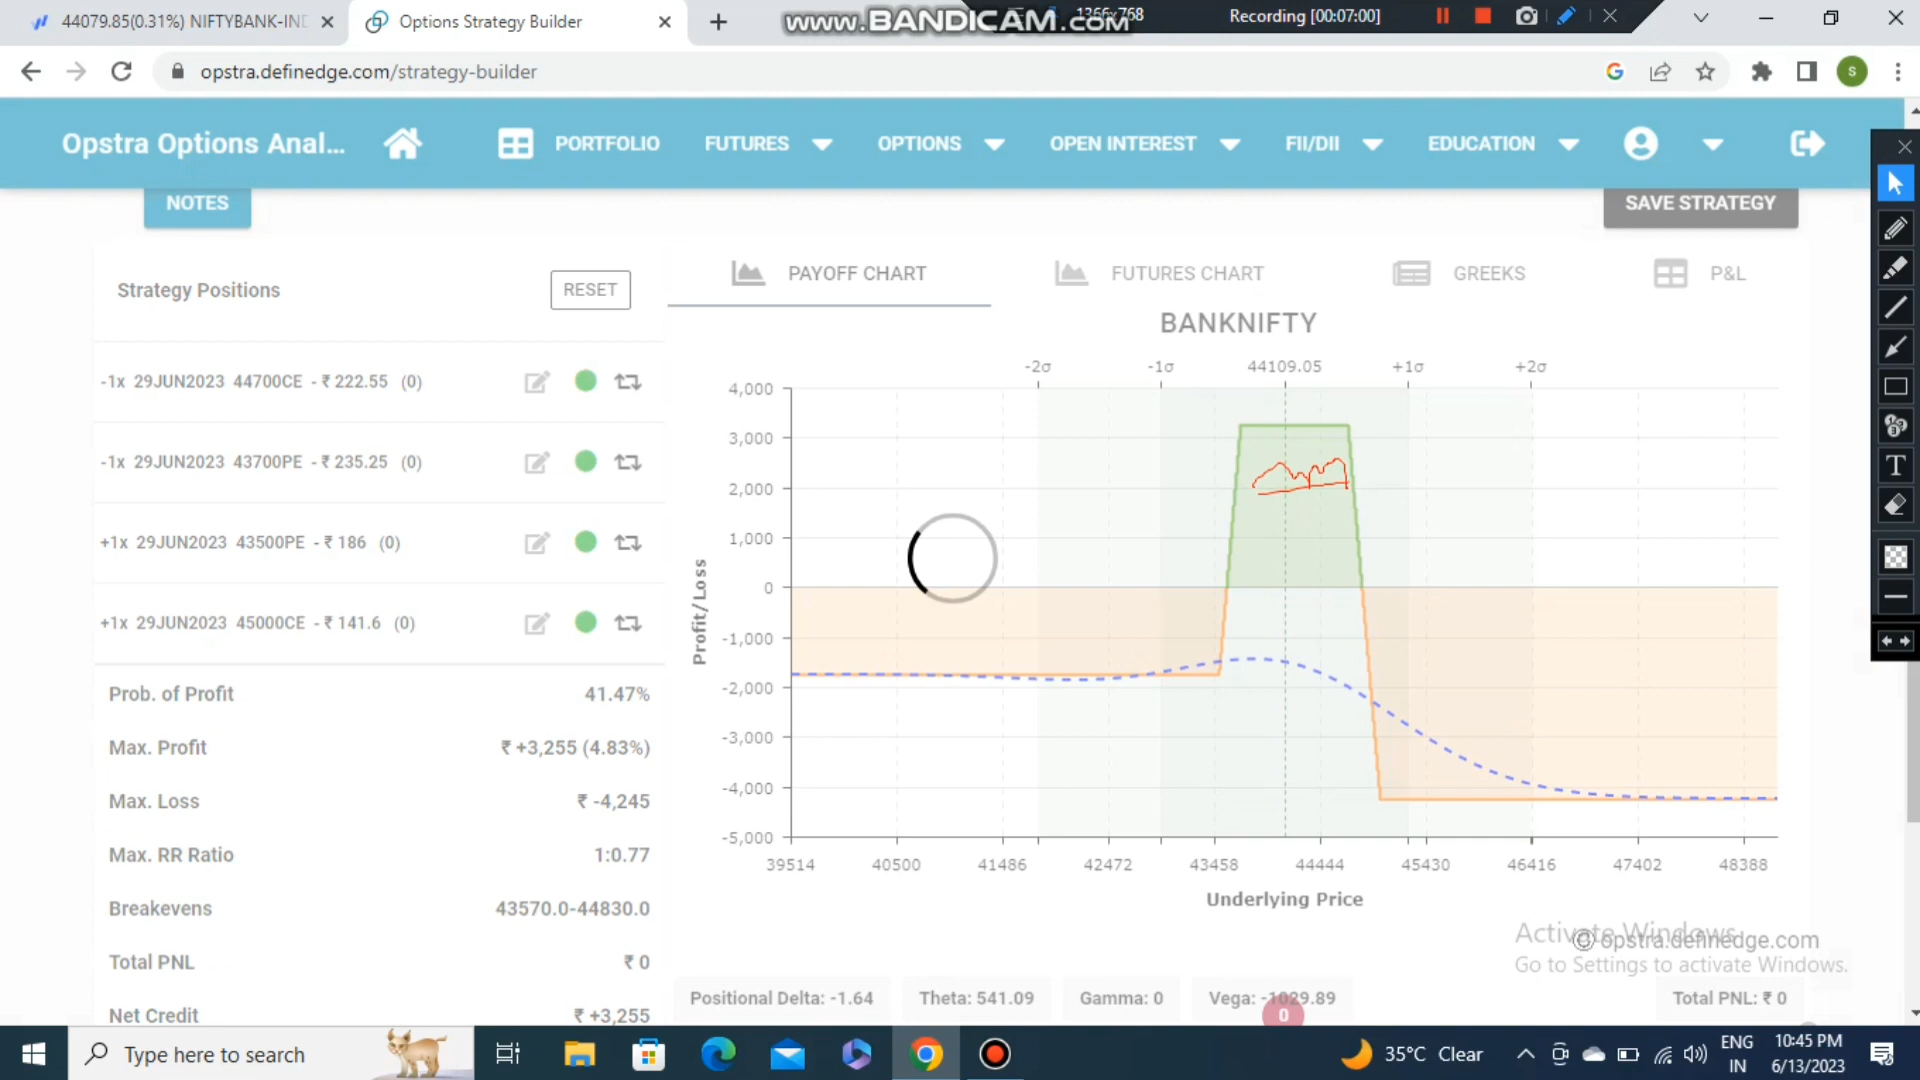 44079.85(0.31%) NIFTYBANK-IND
Options Strategy Builder
www.BANDICAM.com
1366x768
Recording [00:07:00]
opstra.definedge.com/strategy-builder
S
Opstra Options Anal...
PORTFOLIO
FUTURES
OPTIONS
OPEN INTEREST
FII/DII
EDUCATION
NOTES
SAVE STRATEGY
Strategy Positions
RESET
-1x 29JUN2023 44700CE - ₹ 222.55 (0)
-1x 29JUN2023 43700PE - ₹ 235.25 (0)
+1x 29JUN2023 43500PE - ₹ 186 (0)
+1x 29JUN2023 45000CE - ₹ 141.6 (0)
Prob. of Profit 41.47%
Max. Profit ₹ +3,255 (4.83%)
Max. Loss ₹ -4,245
Max. RR Ratio 1:0.77
Breakevens 43570.0-44830.0
Total PNL ₹ 0
Net Credit ₹ +3,255
PAYOFF CHART
FUTURES CHART
GREEKS
P&L
BANKNIFTY
-2σ -1σ 44109.05 +1σ +2σ
4,000
3,000
2,000
1,000
0
-1,000
-2,000
-3,000
-4,000
-5,000
Profit/Loss
39514 40500 41486 42472 43458 44444 45430 46416 47402 48388
Underlying Price
Activate Windows
© opstra.definedge.com
Go to Settings to activate Windows.
Positional Delta: -1.64
Theta: 541.09
Gamma: 0
Vega: -1029.89
0
Total PNL: ₹ 0
T
Type here to search
35°C Clear
ENG
IN
10:45 PM
6/13/2023